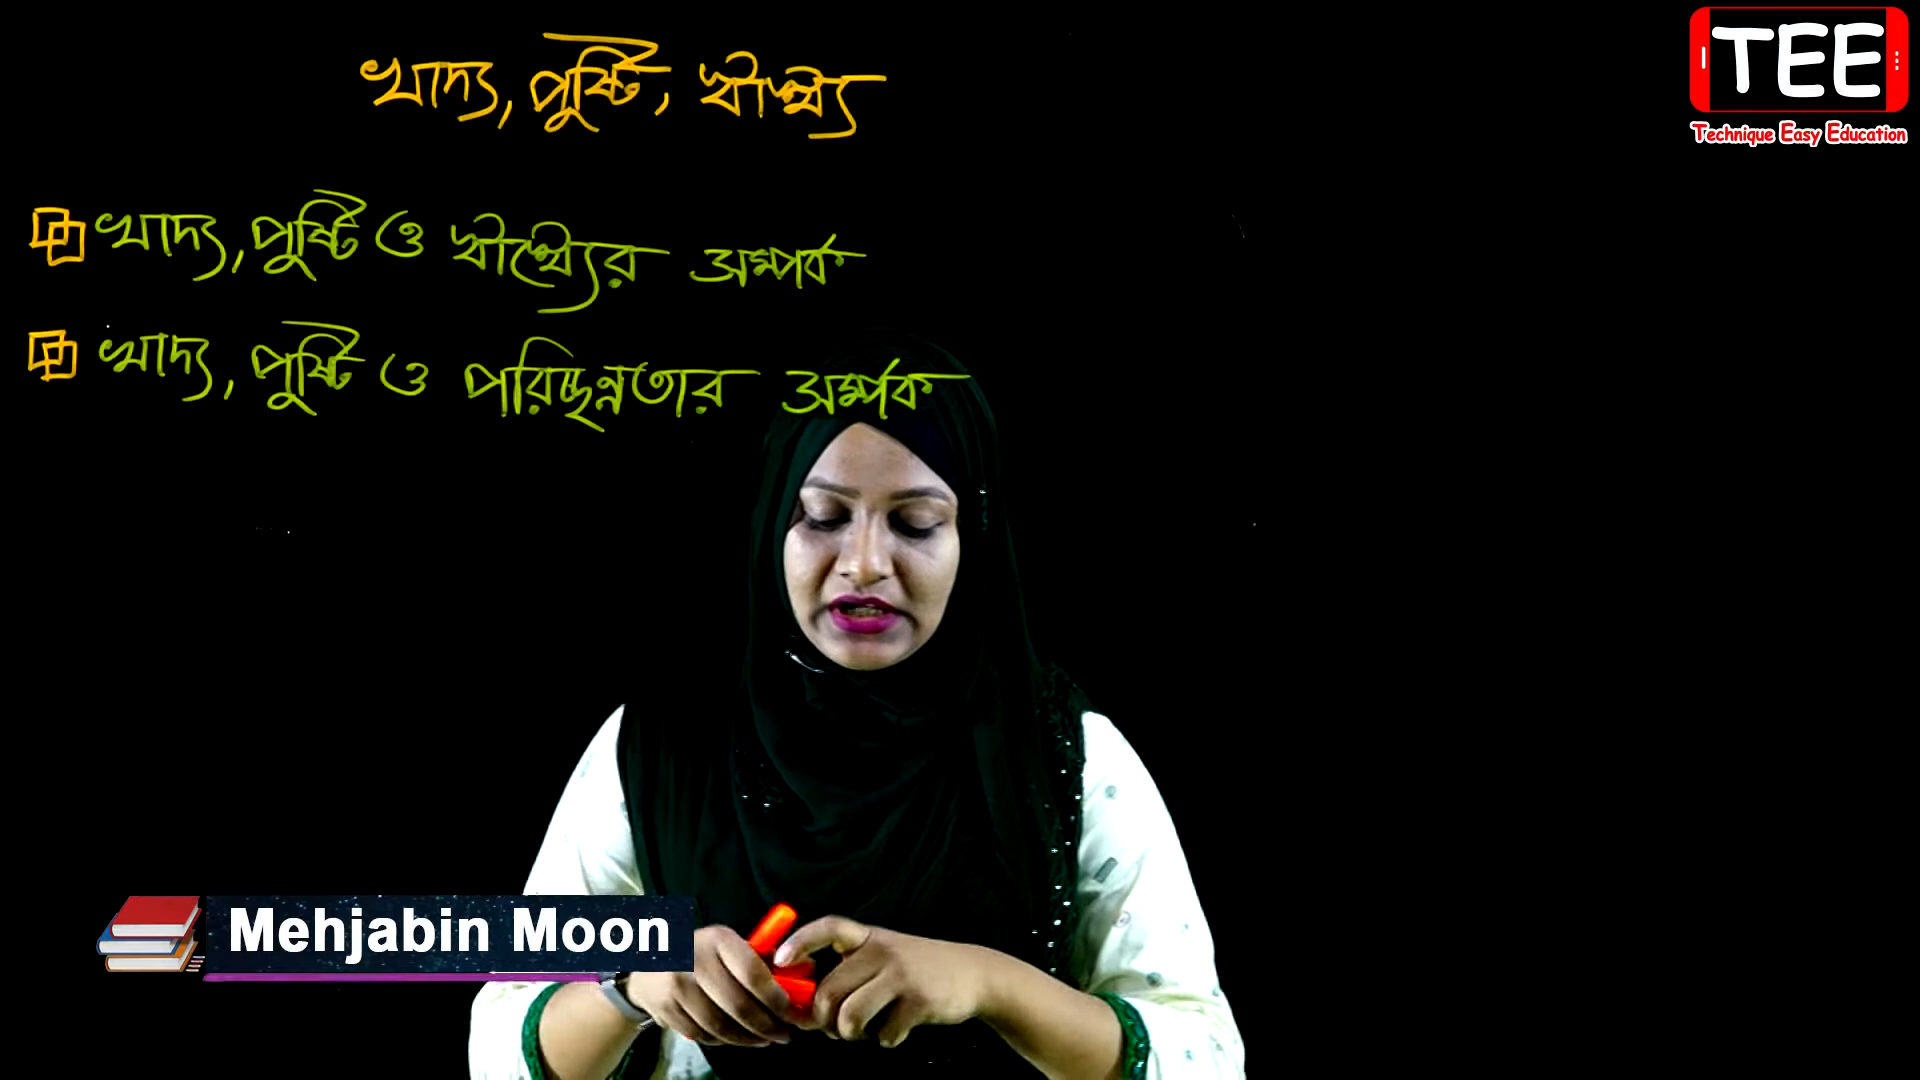 খাদ্য, পুষ্টি, স্বাস্থ্য
TEE
Technique Easy Education
খাদ্য, পুষ্টি ও স্বাস্থ্যের সম্পর্ক
খাদ্য, পুষ্টি ও পরিচ্ছন্নতার সম্পর্ক
Mehjabin Moon